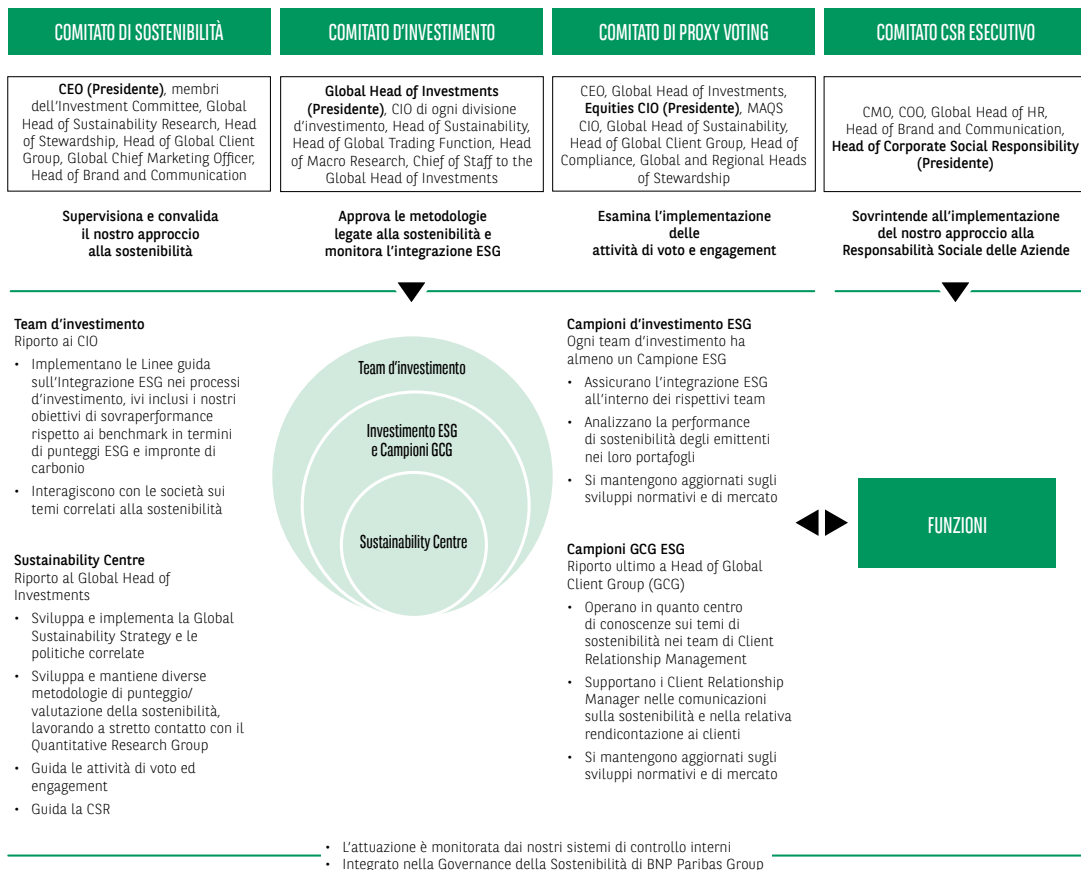 COMITATO DI SOSTENIBILITÀ
CEO (Presidente), membri
dell'Investment Committee, Global
Head of Sustainability Research, Head
of Stewardship, Head of Global Client
Group, Global Chief Marketing Officer,
Head of Brand and Communication
Supervisiona e convalida
il nostro approccio
alla sostenibilità
COMITATO D'INVESTIMENTO
Global Head of Investments
(Presidente), CIO di ogni divisione
d'investimento, Head of Sustainability,
Head of Global Trading Function, Head
of Macro Research, Chief of Staff to the
Global Head of Investments
Approva le metodologie
legate alla sostenibilità e
monitora l'integrazione ESG
COMITATO DI PROXY VOTING
CEO, Global Head of Investments,
Equities CIO (Presidente), MAQS
CIO, Global Head of Sustainability,
Head of Global Client Group, Head of
Compliance, Global and Regional Heads
of Stewardship
Esamina l'implementazione
delle
attività di voto e engagement
COMITATO CSR ESECUTIVO
CMO, COO, Global Head of HR,
Head of Brand and Communication,
Head of Corporate Social Responsibility
(Presidente)
Sovrintende all'implementazione
del nostro approccio alla
Responsabilità Sociale delle Aziende
Team d'investimento
Riporto ai CIO
• Implementano le Linee guida
sull'Integrazione ESG nei processi
d'investimento, ivi inclusi i nostri
obiettivi di sovraperformance
rispetto ai benchmark in termini
di punteggi ESG e impronte di
carbonio
• Interagiscono con le società sui
temi correlati alla sostenibilità
Sustainability Centre
Riporto al Global Head of
Investments
• Sviluppa e implementa la Global
Sustainability Strategy e le
politiche correlate
• Sviluppa e mantiene diverse
metodologie di punteggio/
valutazione della sostenibilità,
lavorando a stretto contatto con il
Quantitative Research Group
• Guida le attività di voto ed
engagement
• Guida la CSR
Team d'investimento
Investimento ESG
e Campioni GCG
Sustainability Centre
Campioni d'investimento ESG
Ogni team d'investimento ha
almeno un Campione ESG
• Assicurano l'integrazione ESG
all'interno dei rispettivi team
• Analizzano la performance
di sostenibilità degli emittenti
nei loro portafogli
• Si mantengono aggiornati sugli
sviluppi normativi e di mercato
Campioni GCG ESG
Riporto ultimo a Head of Global
Client Group (GCG)
• Operano in quanto centro
di conoscenze sui temi di
sostenibilità nei team di Client
Relationship Management
• Supportano i Client Relationship
Manager nelle comunicazioni
sulla sostenibilità e nella relativa
rendicontazione ai clienti
• Si mantengono aggiornati sugli
sviluppi normativi e di mercato
FUNZIONI
• L'attuazione è monitorata dai nostri sistemi di controllo interni
• Integrato nella Governance della Sostenibilità di BNP Paribas Group